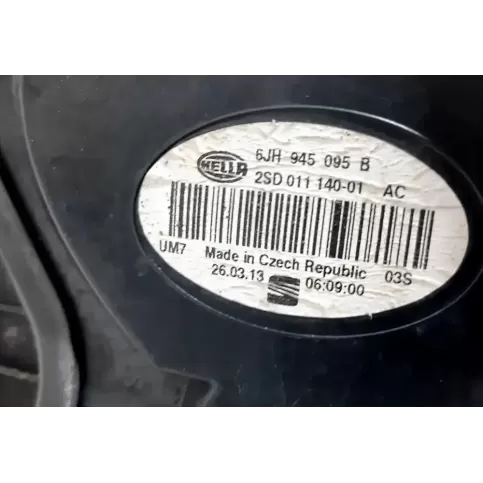 HELLA
6JH 945 095 B
2SD 011 140-01 AC
UM7 Made in Czech Republic 03S
26.03.13 06:09:00